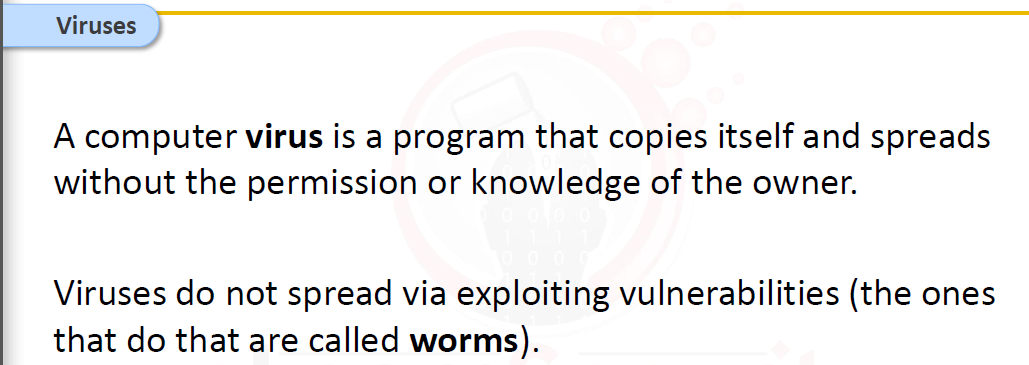 Viruses
A computer virus is a program that copies itself and spreads
without the permission or knowledge of the owner.
Viruses do not spread via exploiting vulnerabilities (the ones
that do that are called worms).